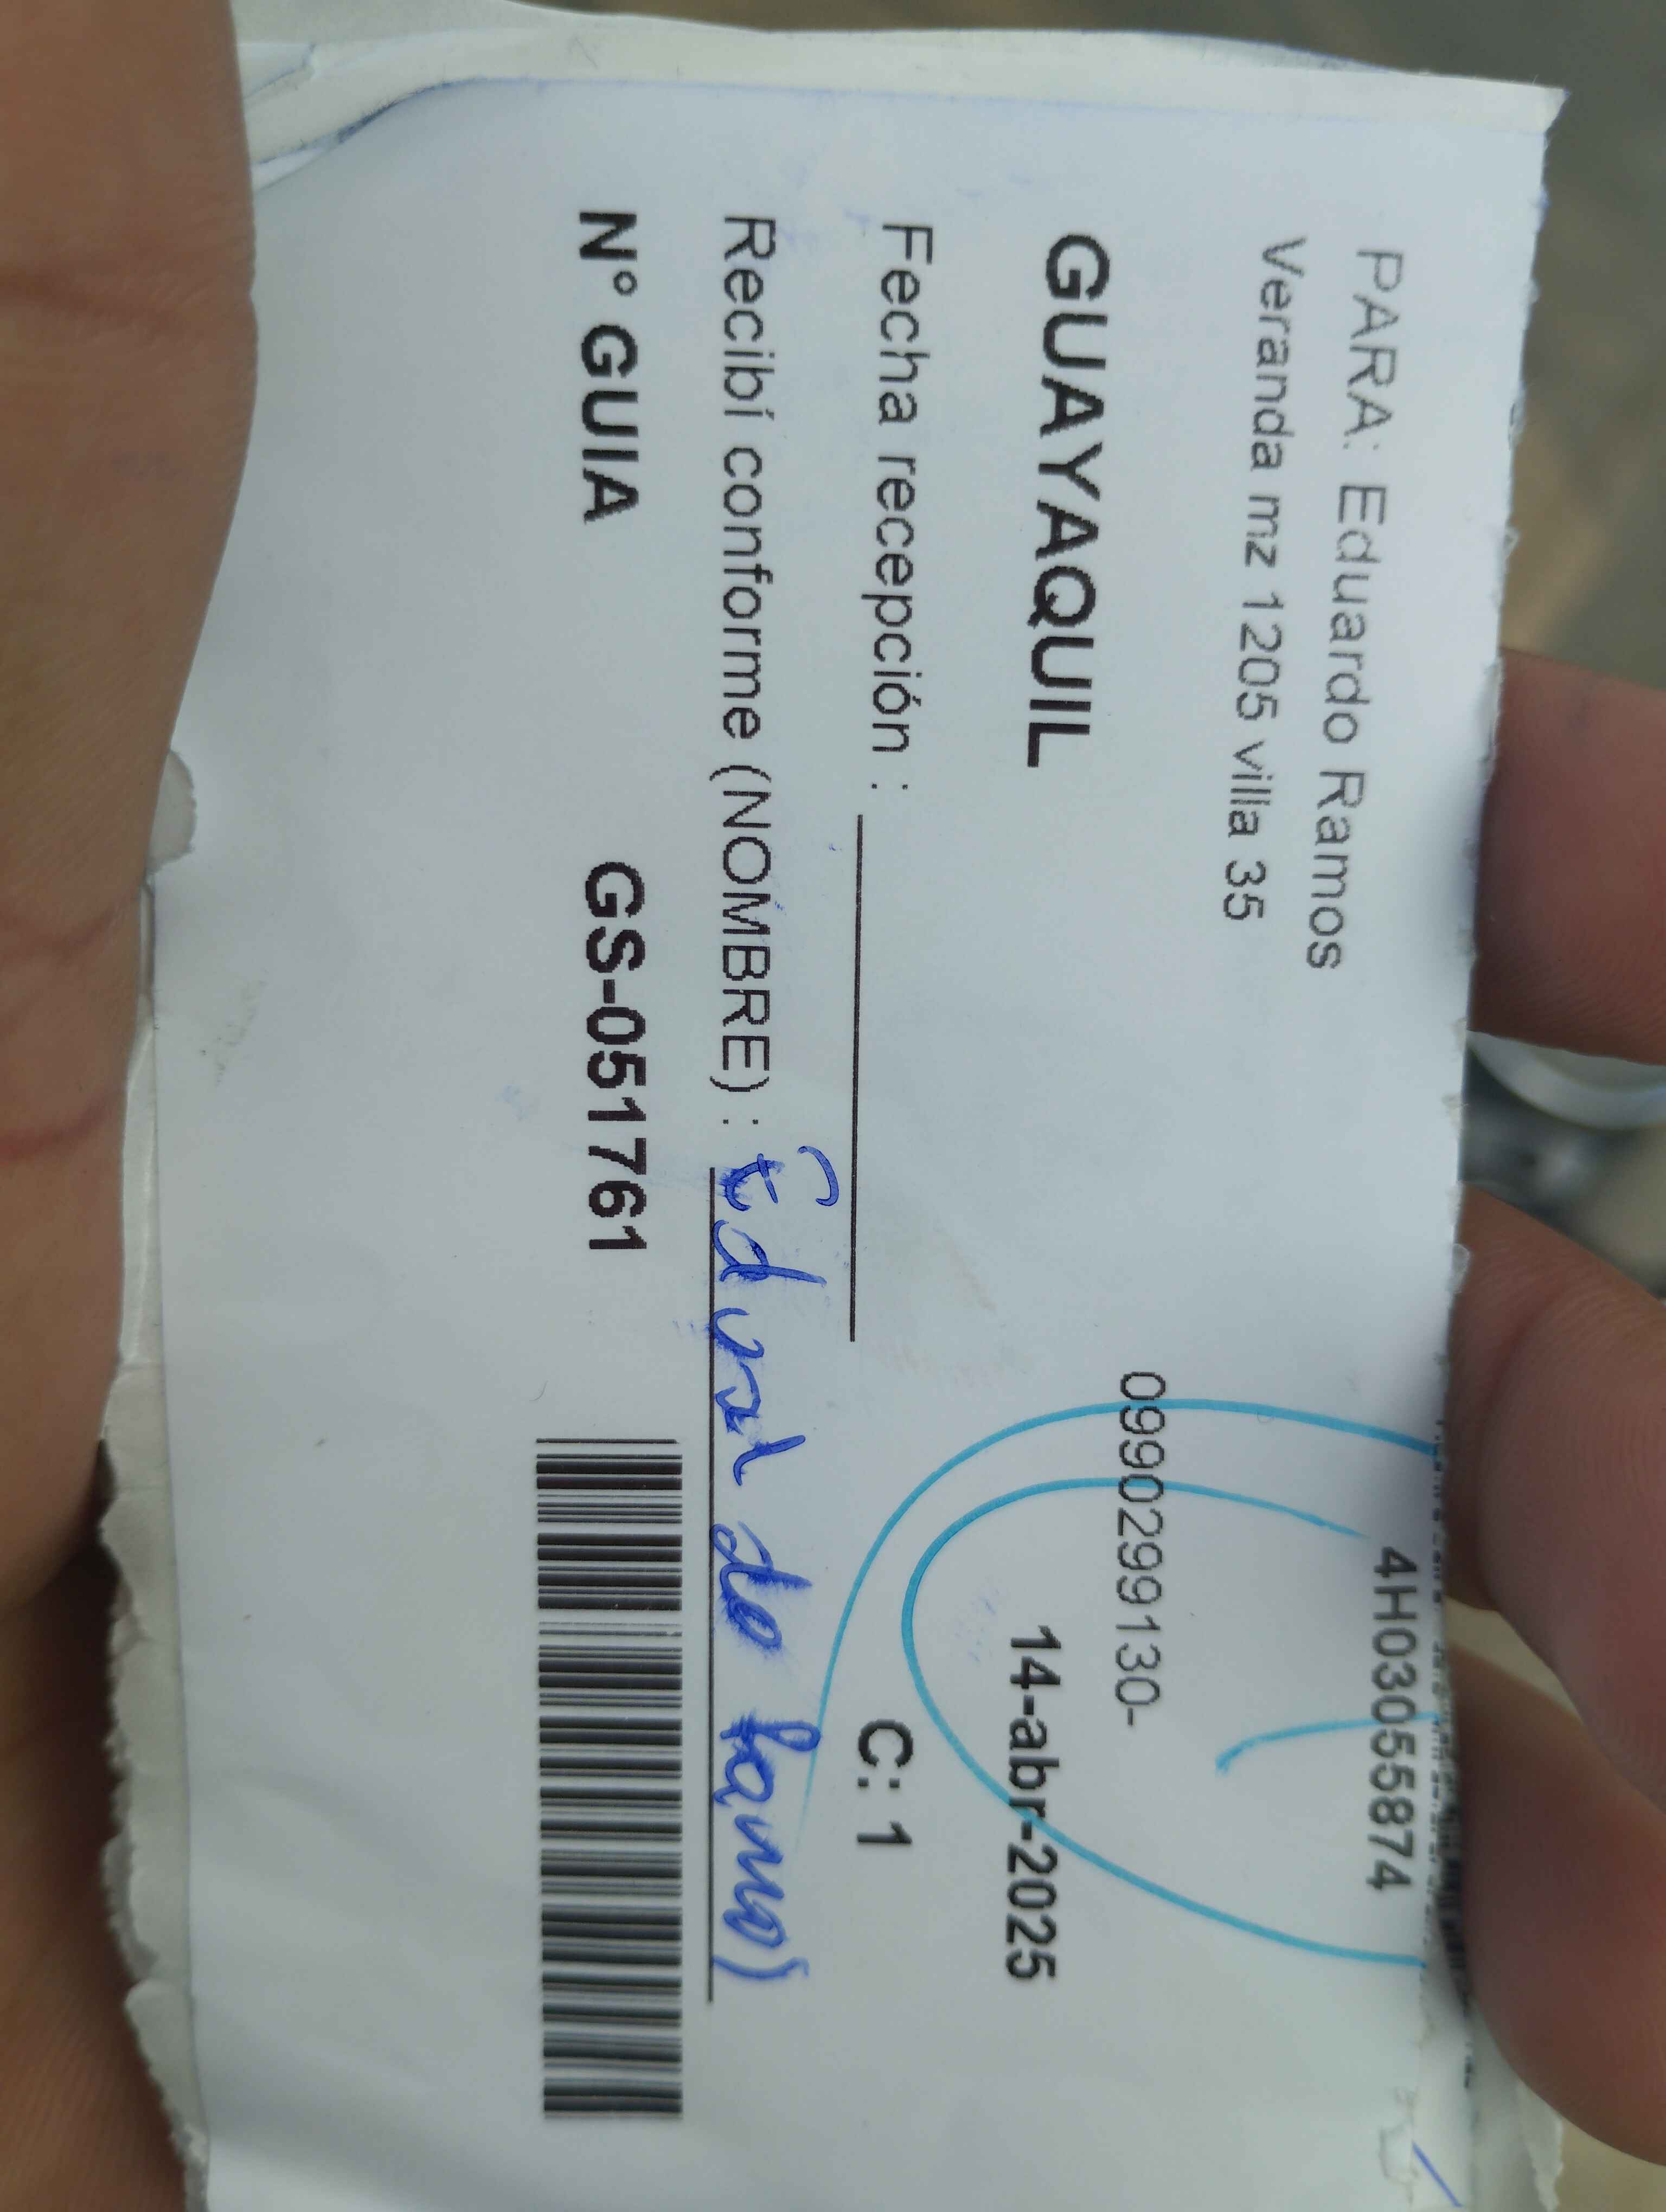 4H03055874
PARA: Eduardo Ramos
Veranda mz 1205 villa 35
0990299130-
GUAYAQUIL 14-abr-2025
Fecha recepción : C: 1
Recibí conforme (NOMBRE) : Eduardo Ramos
N° GUIA GS-051761